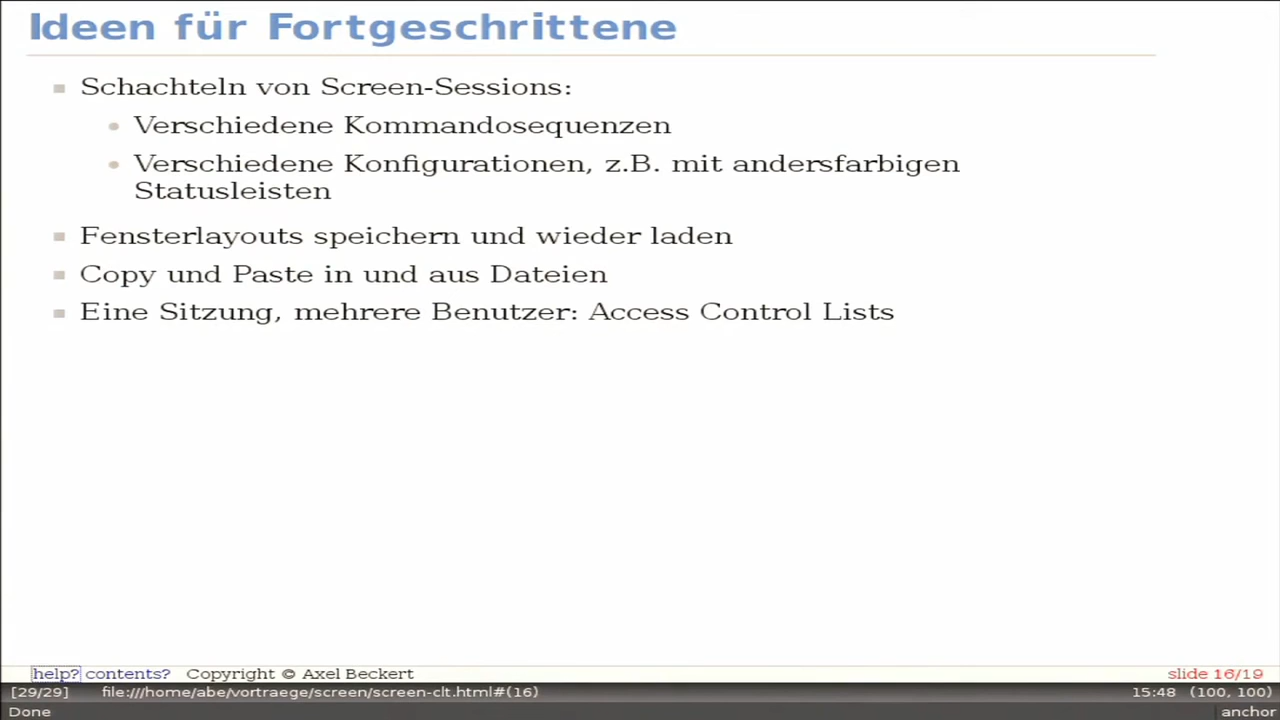 Ideen für Fortgeschrittene
Schachteln von Screen-Sessions:
Verschiedene Kommandosequenzen
Verschiedene Konfigurationen, z.B. mit andersfarbigen
Statusleisten
Fensterlayouts speichern und wieder laden
Copy und Paste in und aus Dateien
Eine Sitzung, mehrere Benutzer: Access Control Lists
help? contents? Copyright © Axel Beckert slide 16/19
[29/29] file:///home/abe/vortraege/screen/screen-clt.html#(16) 15:48 (100, 100)
Done anchor